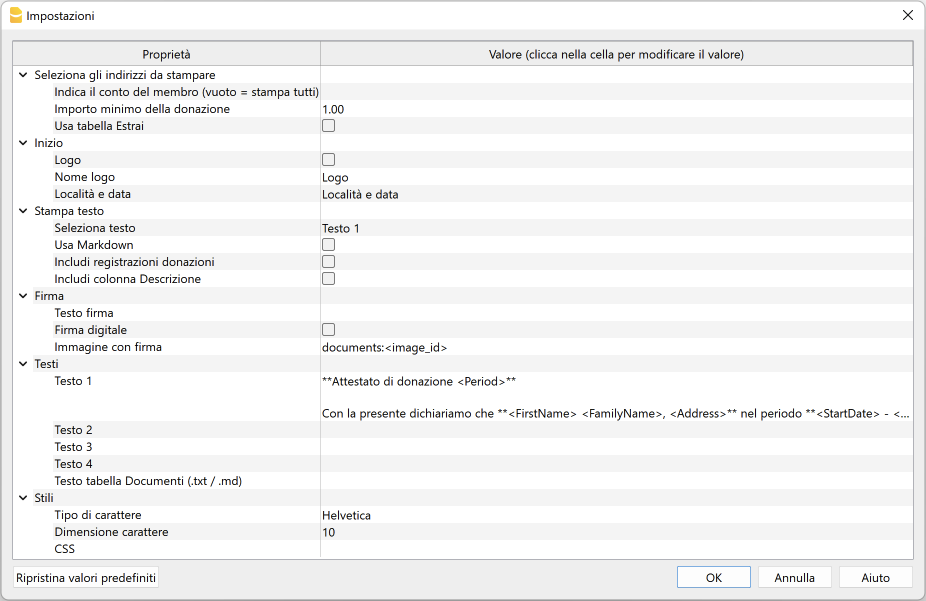 Impostazioni
Proprietà Valore (clicca nella cella per modificare il valore)
Seleziona gli indirizzi da stampare
Indica il conto del membro (vuoto = stampa tutti)
Importo minimo della donazione 1.00
Usa tabella Estrai
Inizio
Logo
Nome logo Logo
Località e data Località e data
Stampa testo
Seleziona testo Testo 1
Usa Markdown
Includi registrazioni donazioni
Includi colonna Descrizione
Firma
Testo firma
Firma digitale
Immagine con firma documents:<image_id>
Testi
Testo 1 **Attestato di donazione <Period>**
Con la presente dichiariamo che **<FirstName> <FamilyName>, <Address>** nel periodo **<StartDate> - <...
Testo 2
Testo 3
Testo 4
Testo tabella Documenti (.txt / .md)
Stili
Tipo di carattere Helvetica
Dimensione carattere 10
CSS
Ripristina valori predefiniti OK Annulla Aiuto